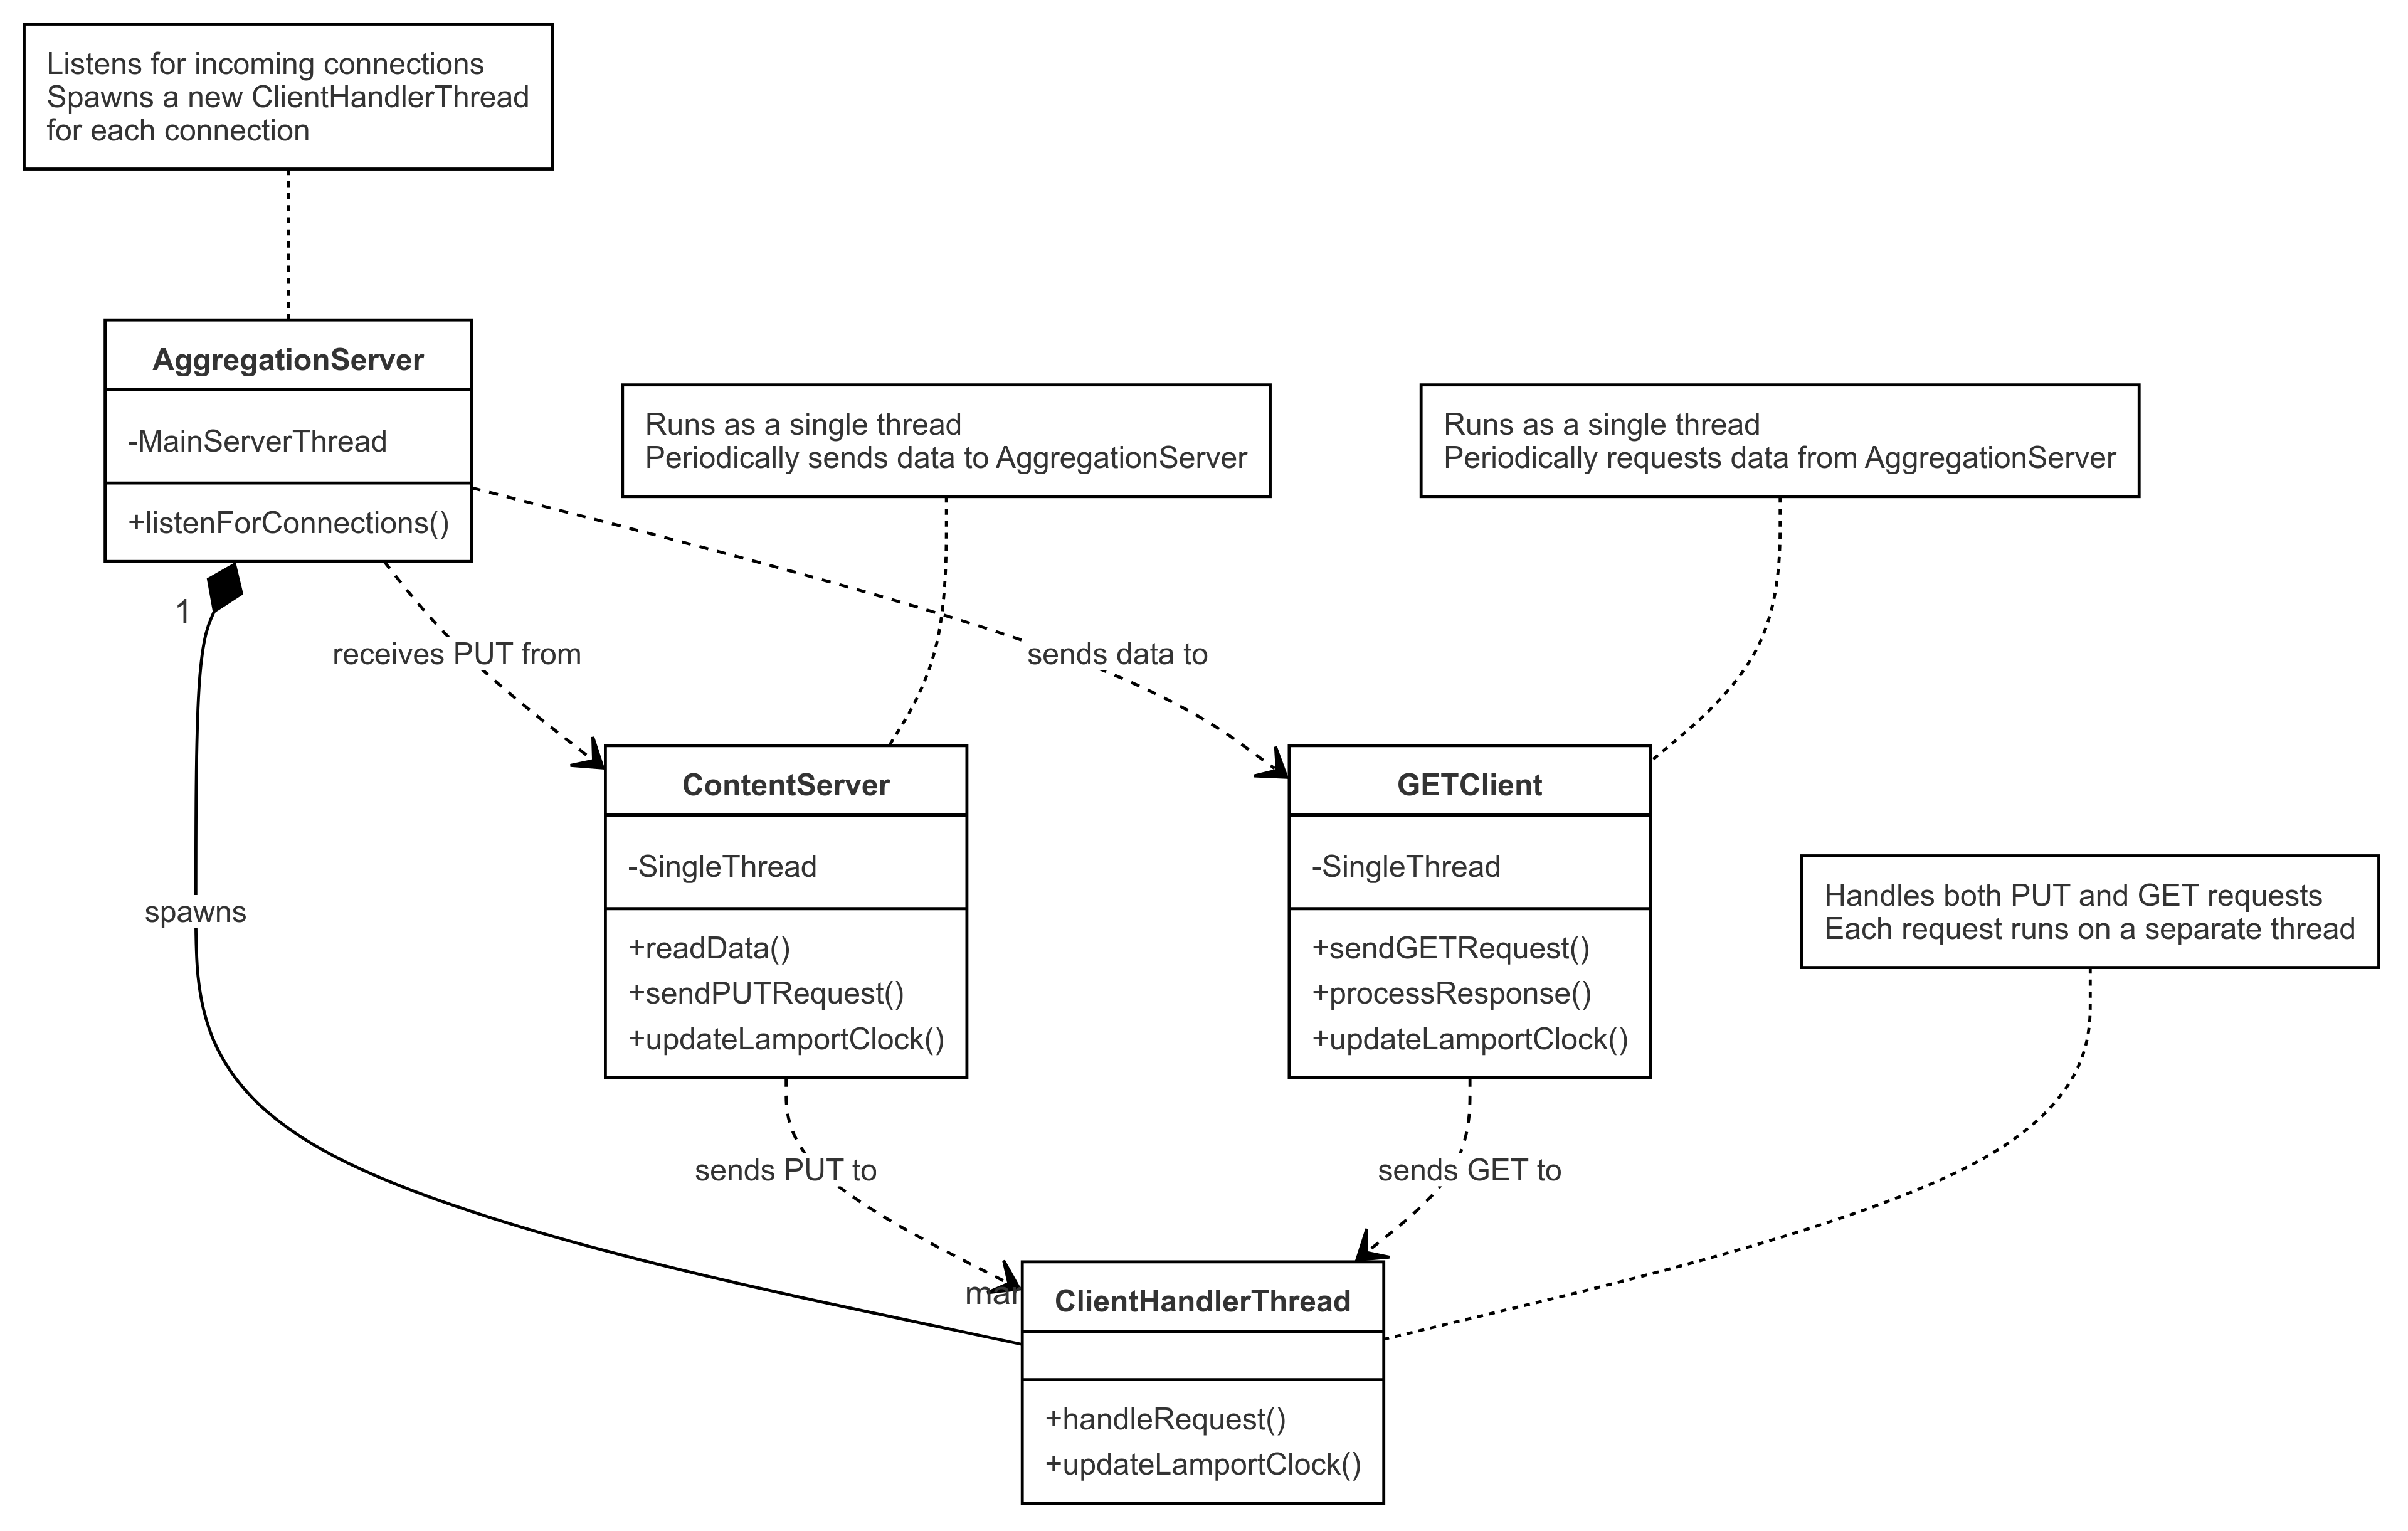 Listens for incoming connections
Spawns a new ClientHandlerThread
for each connection
AggregationServer
-MainServerThread
+listenForConnections()
Runs as a single thread
Periodically sends data to AggregationServer
Runs as a single thread
Periodically requests data from AggregationServer
1
receives PUT from
sends data to
ContentServer
-SingleThread
+readData()
+sendPUTRequest()
+updateLamportClock()
GETClient
-SingleThread
+sendGETRequest()
+processResponse()
+updateLamportClock()
Handles both PUT and GET requests
Each request runs on a separate thread
spawns
sends PUT to
sends GET to
ClientHandlerThread
+handleRequest()
+updateLamportClock()